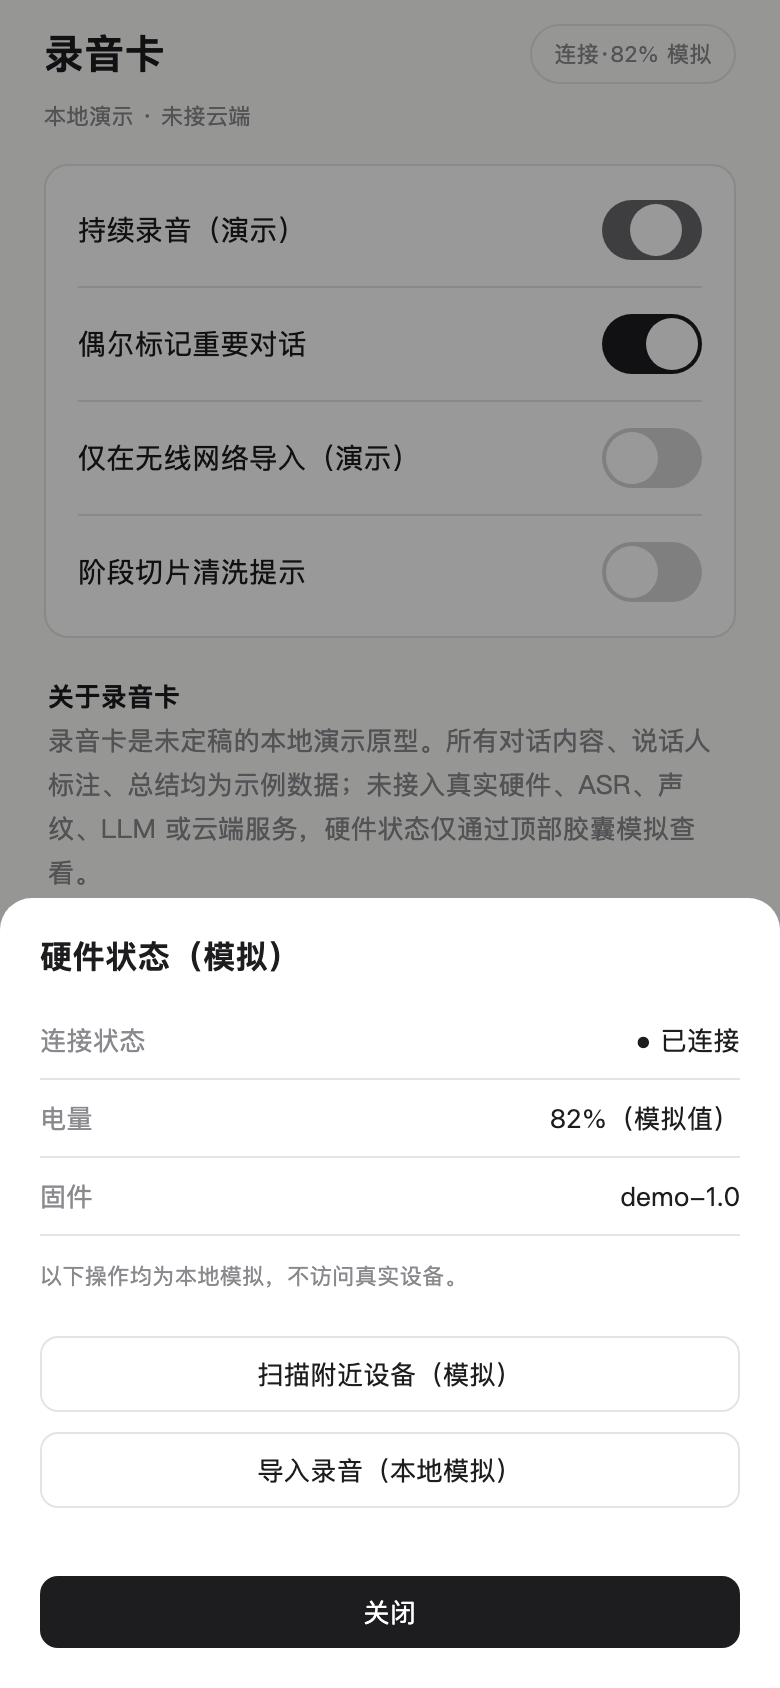 录音卡
连接·82% 模拟
本地演示 · 未接云端
持续录音（演示）
偶尔标记重要对话
仅在无线网络导入（演示）
阶段切片清洗提示
关于录音卡
录音卡是未定稿的本地演示原型。所有对话内容、说话人
标注、总结均为示例数据；未接入真实硬件、ASR、声
纹、LLM 或云端服务，硬件状态仅通过顶部胶囊模拟查
看。
硬件状态（模拟）
连接状态
● 已连接
电量
82%（模拟值）
固件
demo-1.0
以下操作均为本地模拟，不访问真实设备。
扫描附近设备（模拟）
导入录音（本地模拟）
关闭